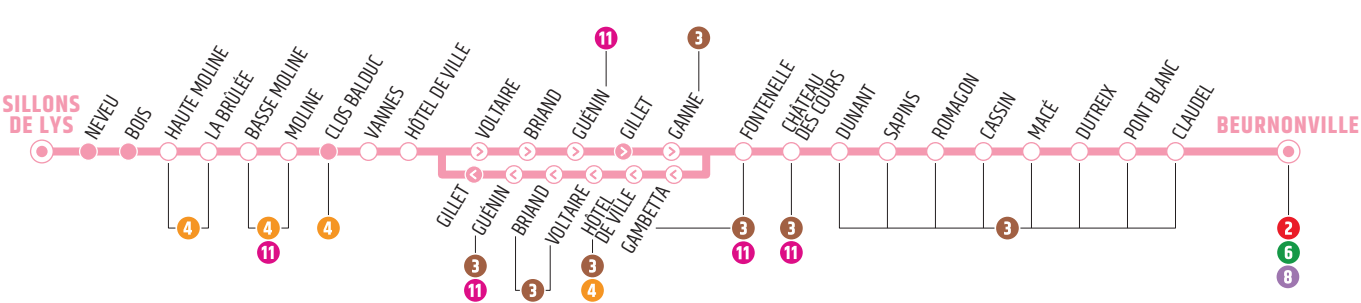 11
3
SILLONS
DE LYS
NEVEU
BOIS
HAUTE MOLINE
LA BRÛLÉE
BASSE MOLINE
MOLINE
CLOS BALDUC
VANNES
HÔTEL DE VILLE
VOLTAIRE
BRIAND
GUÉNIN
GILLET
GANNE
FONTENELLE
CHÂTEAU
DES COURS
DUNANT
SAPINS
ROMAGON
CASSIN
MACÉ
DUTREIX
PONT BLANC
CLAUDEL
BEURNONVILLE
GILLET
GUÉNIN
BRIAND
VOLTAIRE
HÔTEL
DE VILLE
GAMBETTA
4
4
11
4
3
11
3
3
4
3
11
3
11
3
2
6
8